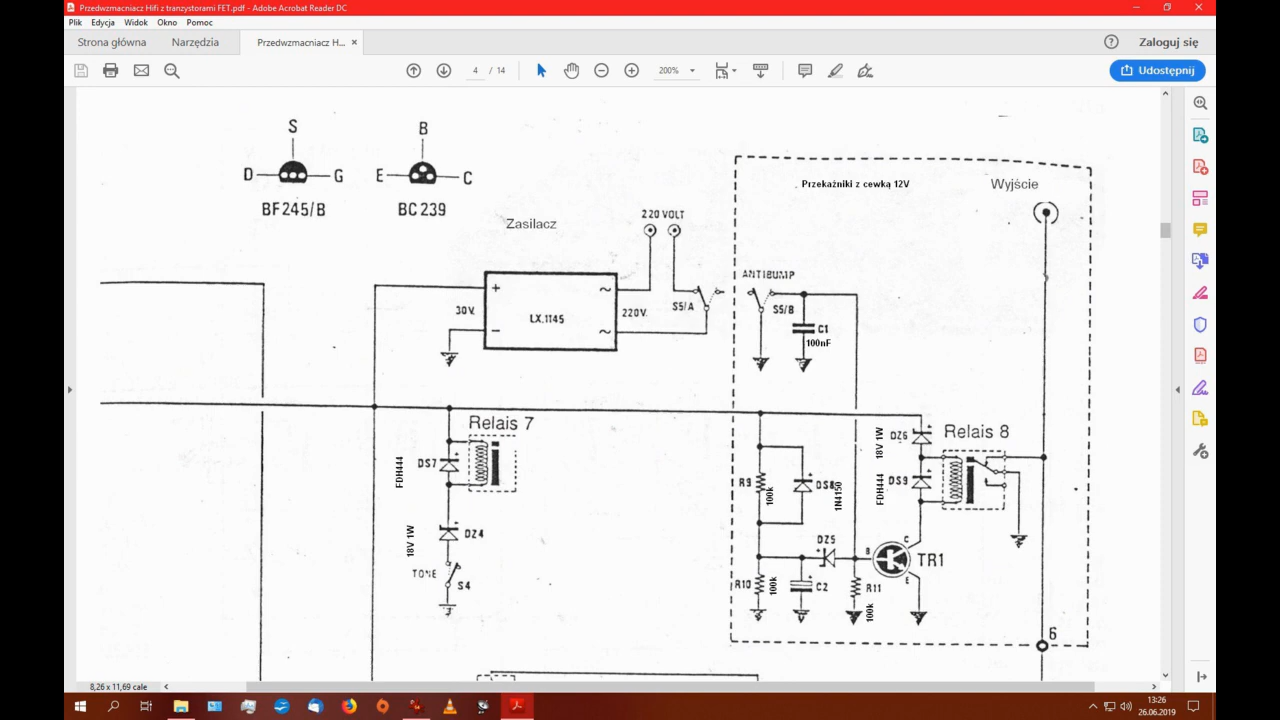 Przedwzmacniacz Hifi z tranzystorami FET.pdf - Adobe Acrobat Reader DC
Plik Edycja Widok Okno Pomoc
Strona główna Narzędzia Przedwzmacniacz H... × Zaloguj się
4 / 14 200% Udostępnij
S B
D G E C
BF245/B BC239
Przekaźniki z cewką 12V Wyjście
Zasilacz 220 VOLT
ANTIBUMP
+ ~ S5/A S5/B
30V. LX.1145 220V. C1
- ~ 100nF
Relais 7 Relais 8
DZ6 18V 1W
DS7 FDH444
R9 100k DS8 1N4150 DS9 FDH444
DZ4 18V 1W
DZ5 B C TR1
TONE S4
R10 100k C2 R11 100k E
6
8,26 x 11,69 cale
13:26
26.06.2019